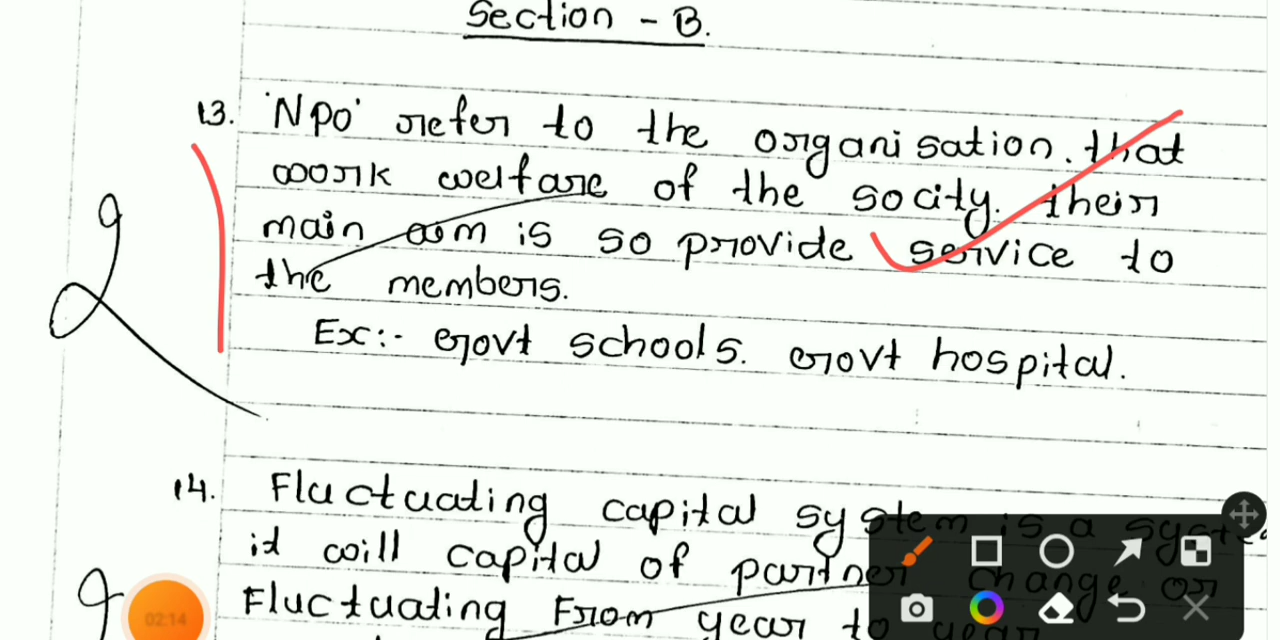 Section - B.
13. 'Npo' refer to the organisation. that
work welfare of the socity. their
main aim is so provide service to
the members.
Ex:- Govt schools. Govt hospital.
2
14. Fluctuating capital system is a
it will capital of partner change or
Fluctuating From year to year
02:14